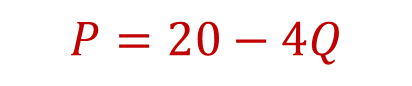 P = 20 − 4Q